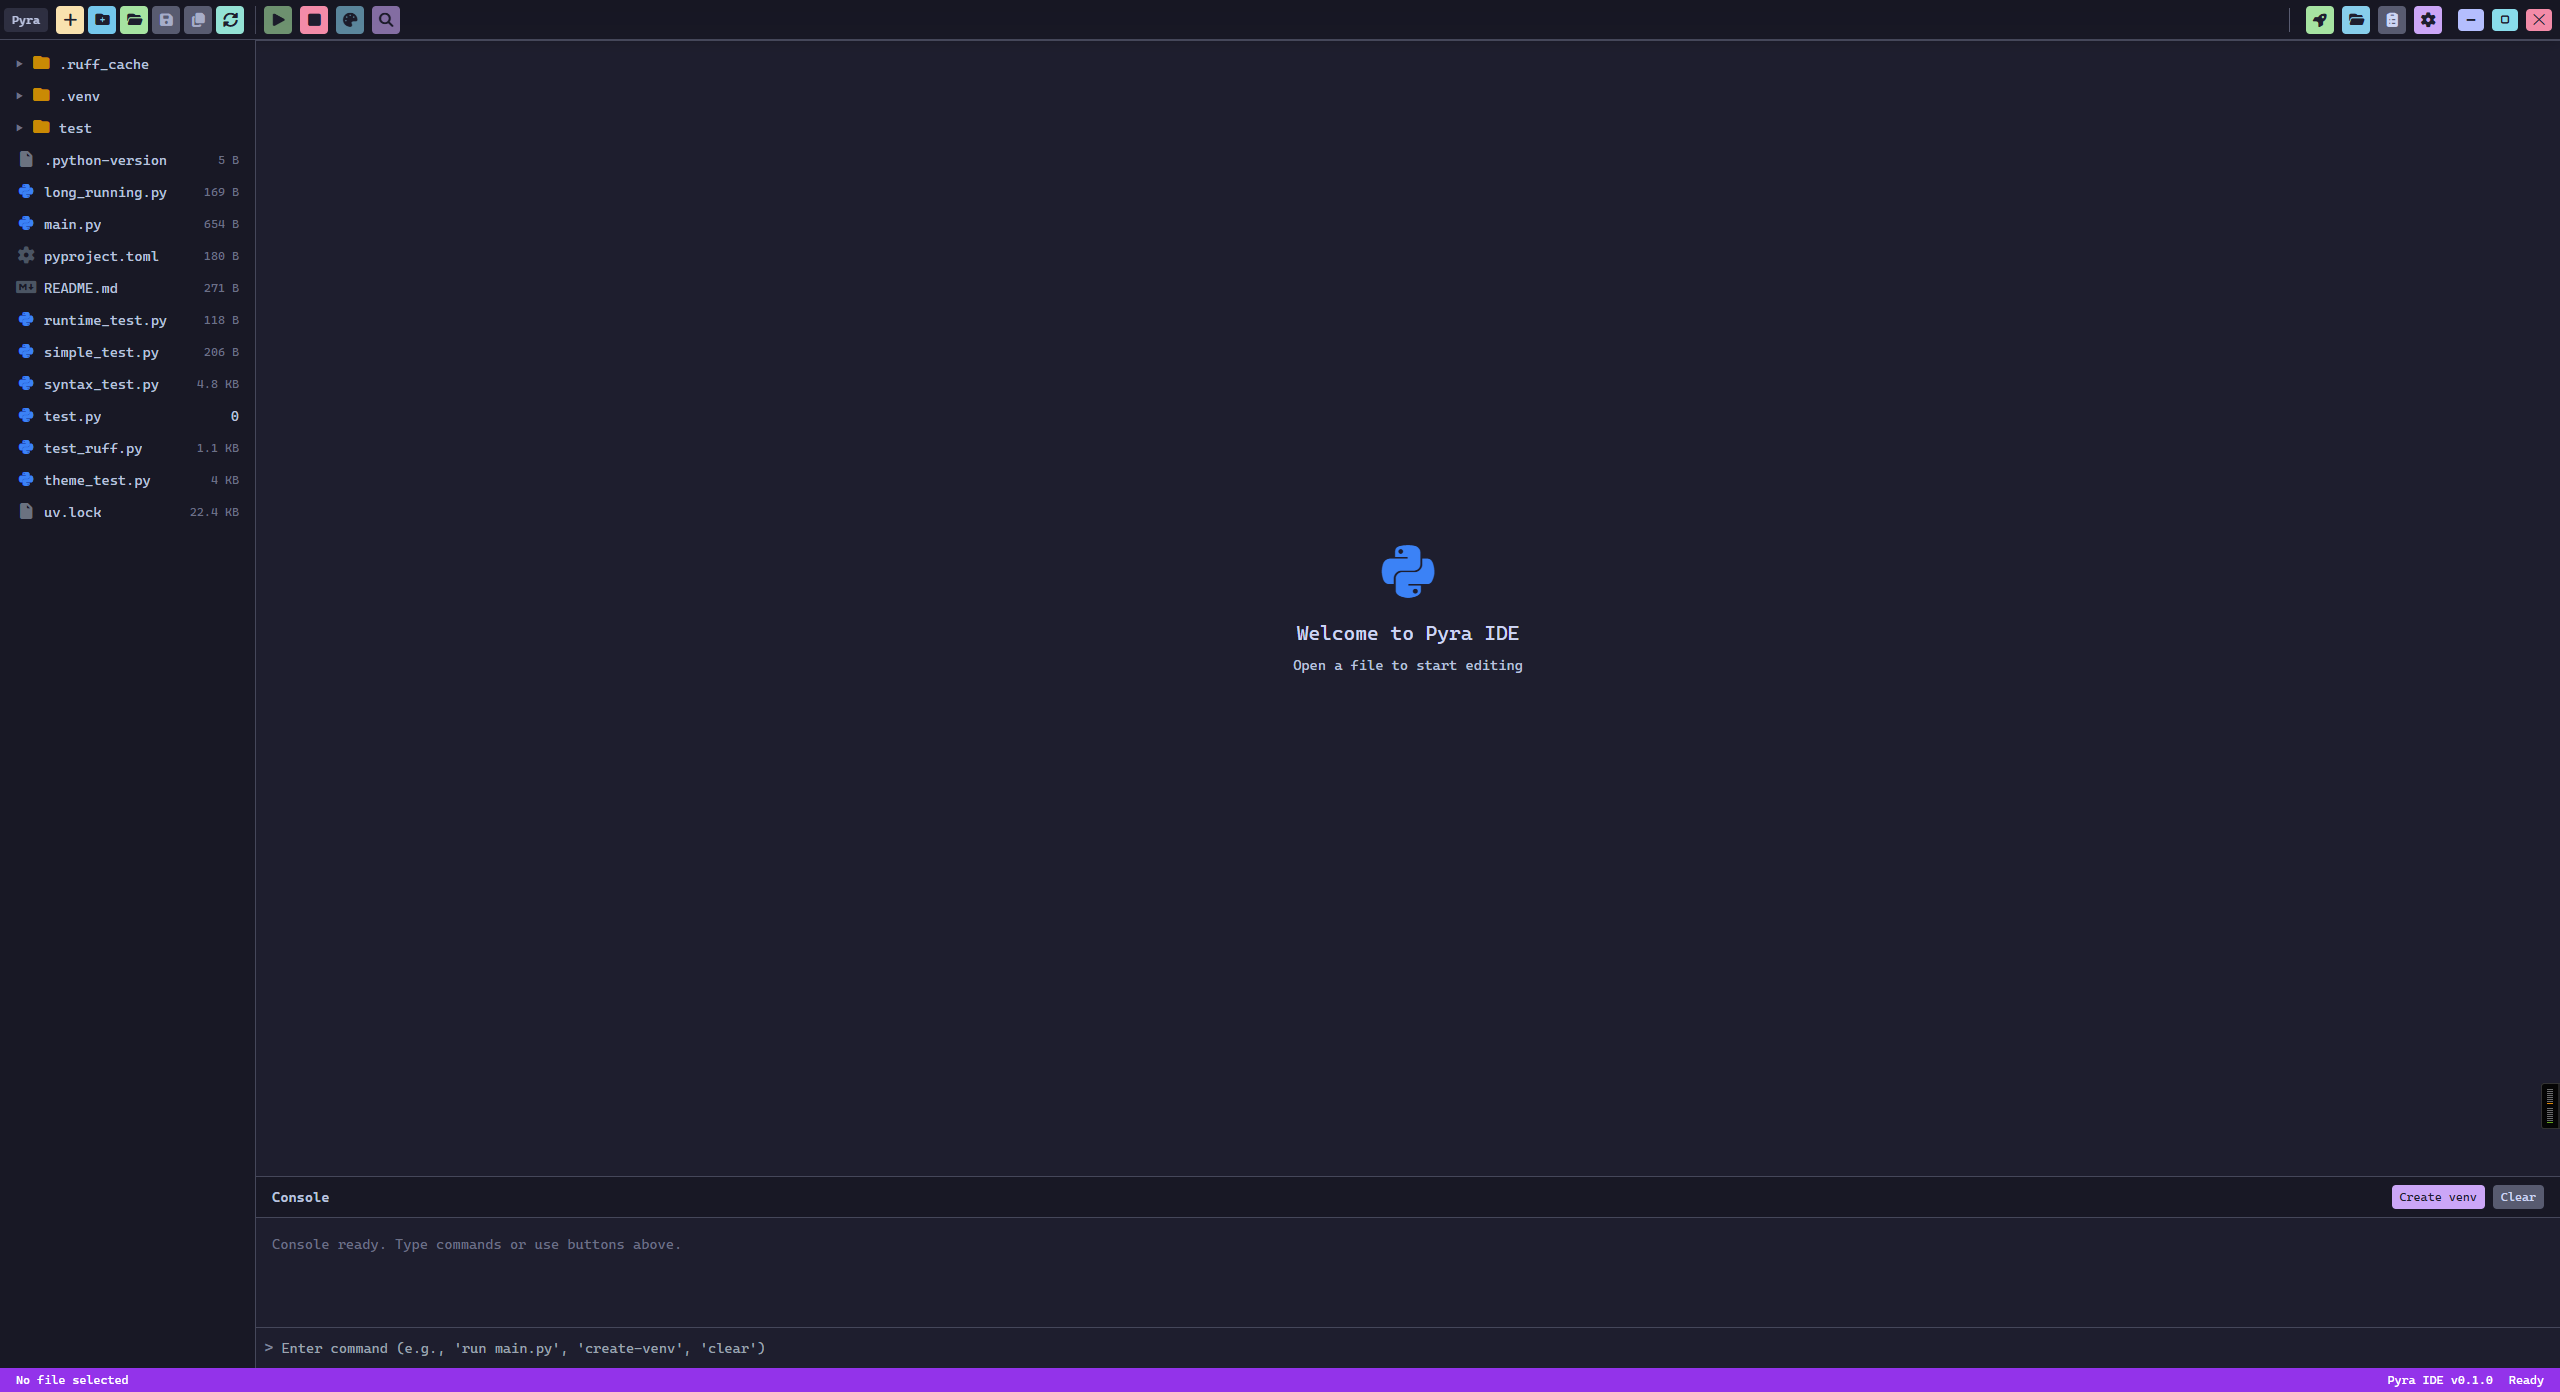 Pyra
.ruff_cache
.venv
test
.python-version 5 B
long_running.py 169 B
main.py 654 B
pyproject.toml 180 B
README.md 271 B
runtime_test.py 118 B
simple_test.py 206 B
syntax_test.py 4.8 KB
test.py 0
test_ruff.py 1.1 KB
theme_test.py 4 KB
uv.lock 22.4 KB
Welcome to Pyra IDE
Open a file to start editing
Console Create venv Clear
Console ready. Type commands or use buttons above.
> Enter command (e.g., 'run main.py', 'create-venv', 'clear')
No file selected Pyra IDE v0.1.0 Ready